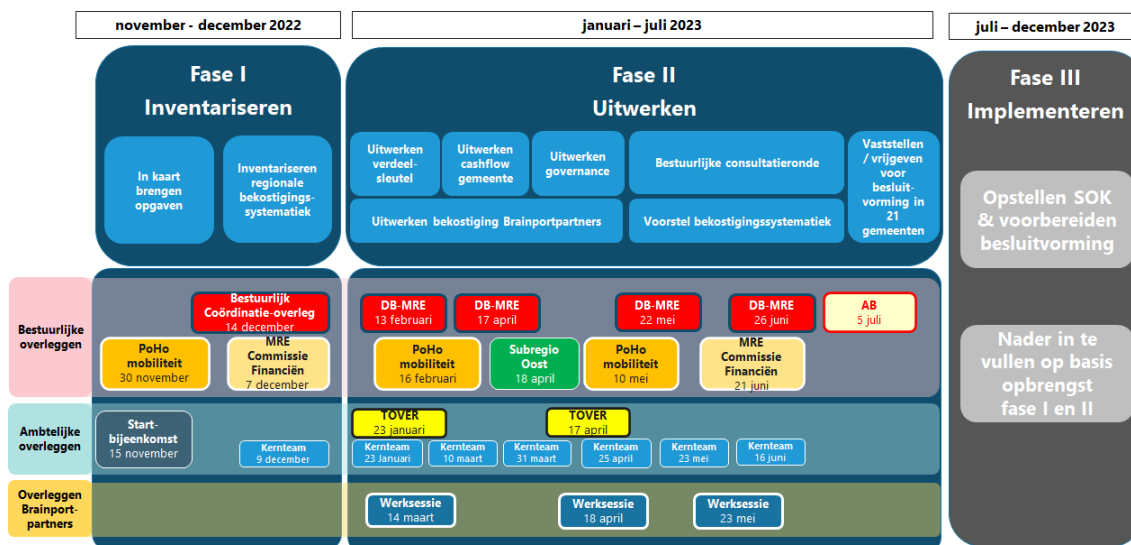 november - december 2022
januari – juli 2023
juli – december 2023
Fase I
Inventariseren
In kaart
brengen
opgaven
Inventariseren
regionale
bekostigings-
systematiek
Fase II
Uitwerken
Uitwerken
verdeel-
sleutel
Uitwerken
cashflow
gemeente
Uitwerken
governance
Bestuurlijke consultatieronde
Uitwerken bekostiging Brainportpartners
Voorstel bekostigingssystematiek
Vaststellen
/ vrijgeven
voor
besluit-
vorming in
21
gemeenten
Fase III
Implementeren
Opstellen SOK
& voorbereiden
besluitvorming
Nader in te
vullen op basis
opbrengst
fase I en II
Bestuurlijke
overleggen
Bestuurlijk
Coördinatie-overleg
14 december
DB-MRE
13 februari
DB-MRE
17 april
DB-MRE
22 mei
DB-MRE
26 juni
AB
5 juli
PoHo
mobiliteit
30 november
MRE
Commissie
Financiën
7 december
PoHo
mobiliteit
16 februari
Subregio
Oost
18 april
PoHo
mobiliteit
10 mei
MRE
Commissie
Financiën
21 juni
Ambtelijke
overleggen
Start-
bijeenkomst
15 november
Kernteam
9 december
TOVER
23 januari
TOVER
17 april
Kernteam
23 Januari
Kernteam
10 maart
Kernteam
31 maart
Kernteam
25 april
Kernteam
23 mei
Kernteam
16 juni
Overleggen
Brainport-
partners
Werksessie
14 maart
Werksessie
18 april
Werksessie
23 mei